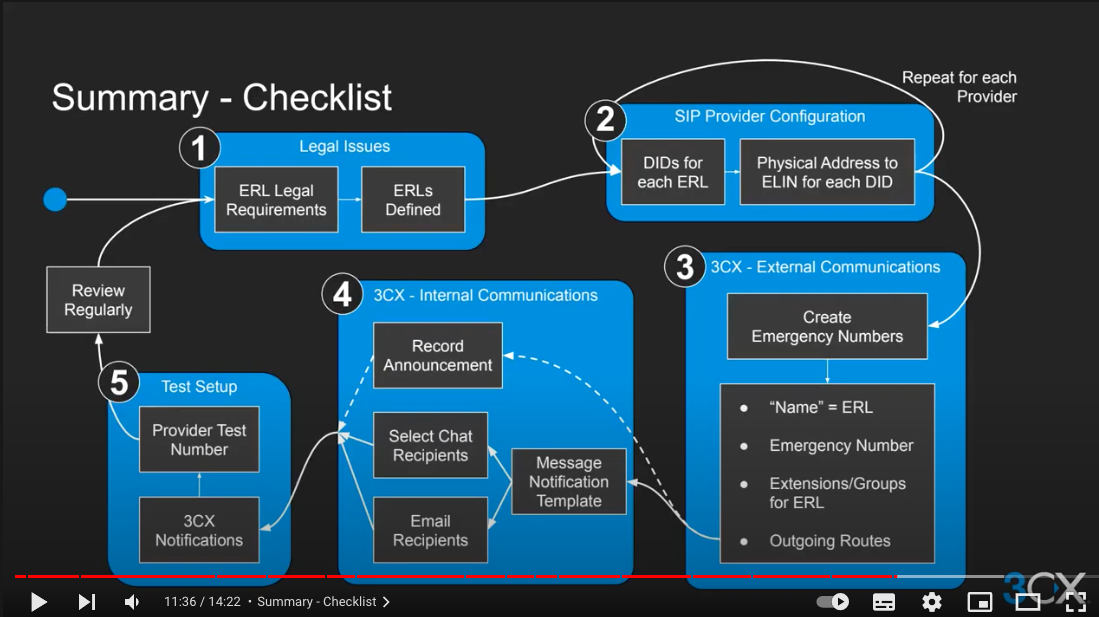 Summary - Checklist
Repeat for each
Provider
1
Legal Issues
ERL Legal
Requirements
ERLs
Defined
2
SIP Provider Configuration
DIDs for
each ERL
Physical Address to
ELIN for each DID
3
3CX - External Communications
Create
Emergency Numbers
● “Name” = ERL
● Emergency Number
● Extensions/Groups
for ERL
● Outgoing Routes
4
3CX - Internal Communications
Record
Announcement
Select Chat
Recipients
Message
Notification
Template
Email
Recipients
5
Test Setup
Provider Test
Number
3CX
Notifications
Review
Regularly
11:36 / 14:22 • Summary - Checklist
3CX